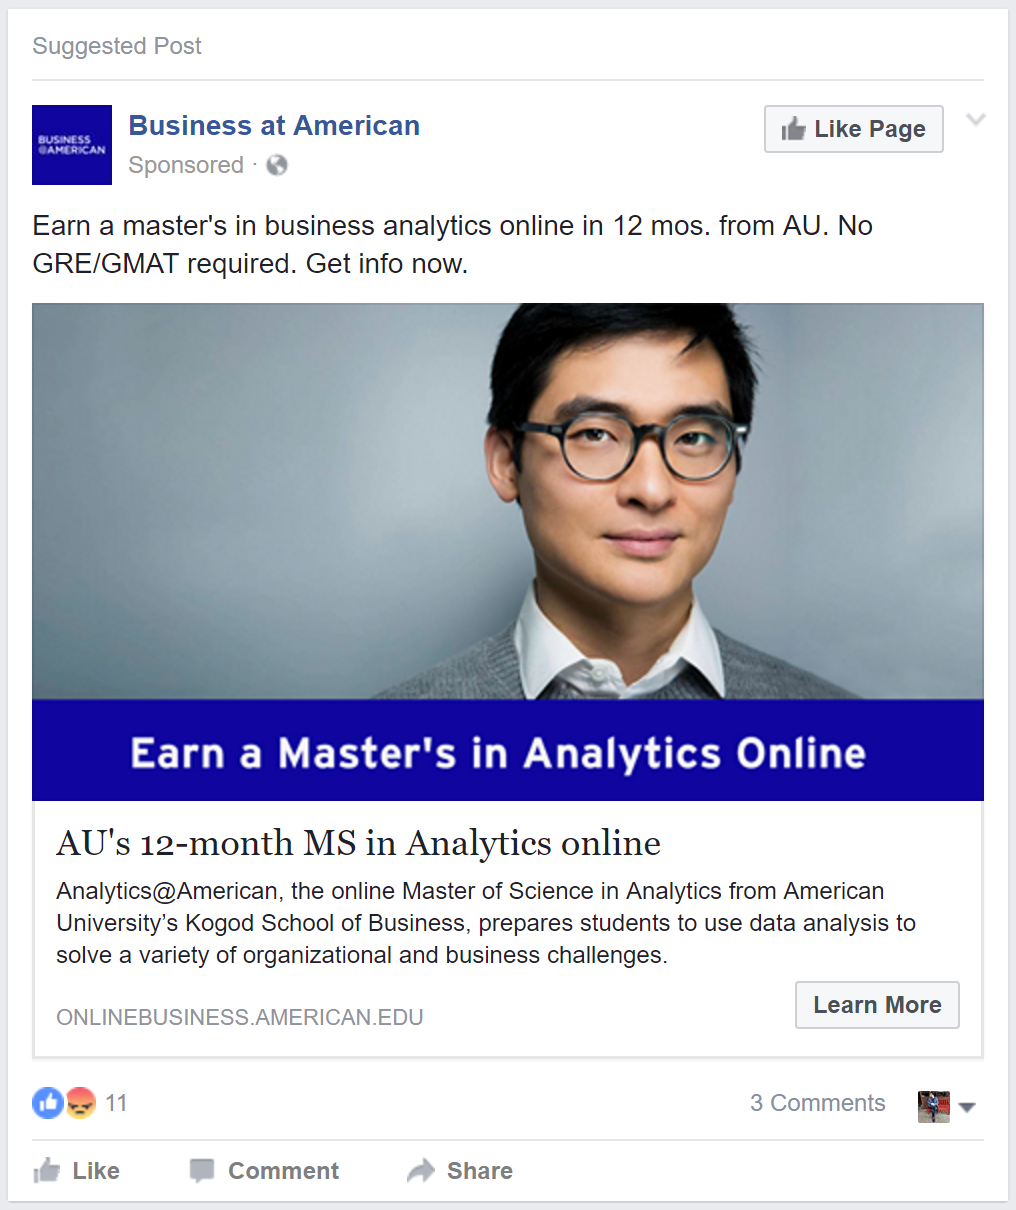 Suggested Post
BUSINESS
@AMERICAN
Business at American
Sponsored ·
Like Page
Earn a master's in business analytics online in 12 mos. from AU. No
GRE/GMAT required. Get info now.
Earn a Master's in Analytics Online
AU's 12-month MS in Analytics online
Analytics@American, the online Master of Science in Analytics from American
University’s Kogod School of Business, prepares students to use data analysis to
solve a variety of organizational and business challenges.
ONLINEBUSINESS.AMERICAN.EDU
Learn More
11
3 Comments
Like
Comment
Share